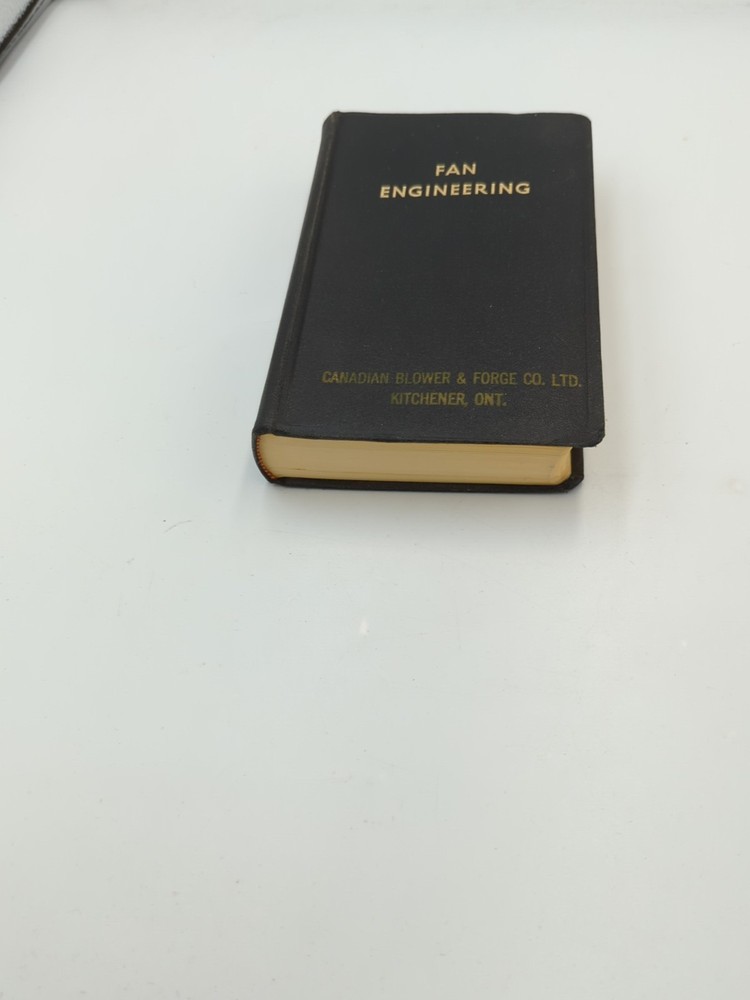 FAN
ENGINEERING
CANADIAN BLOWER & FORGE CO. LTD.
KITCHENER, ONT.